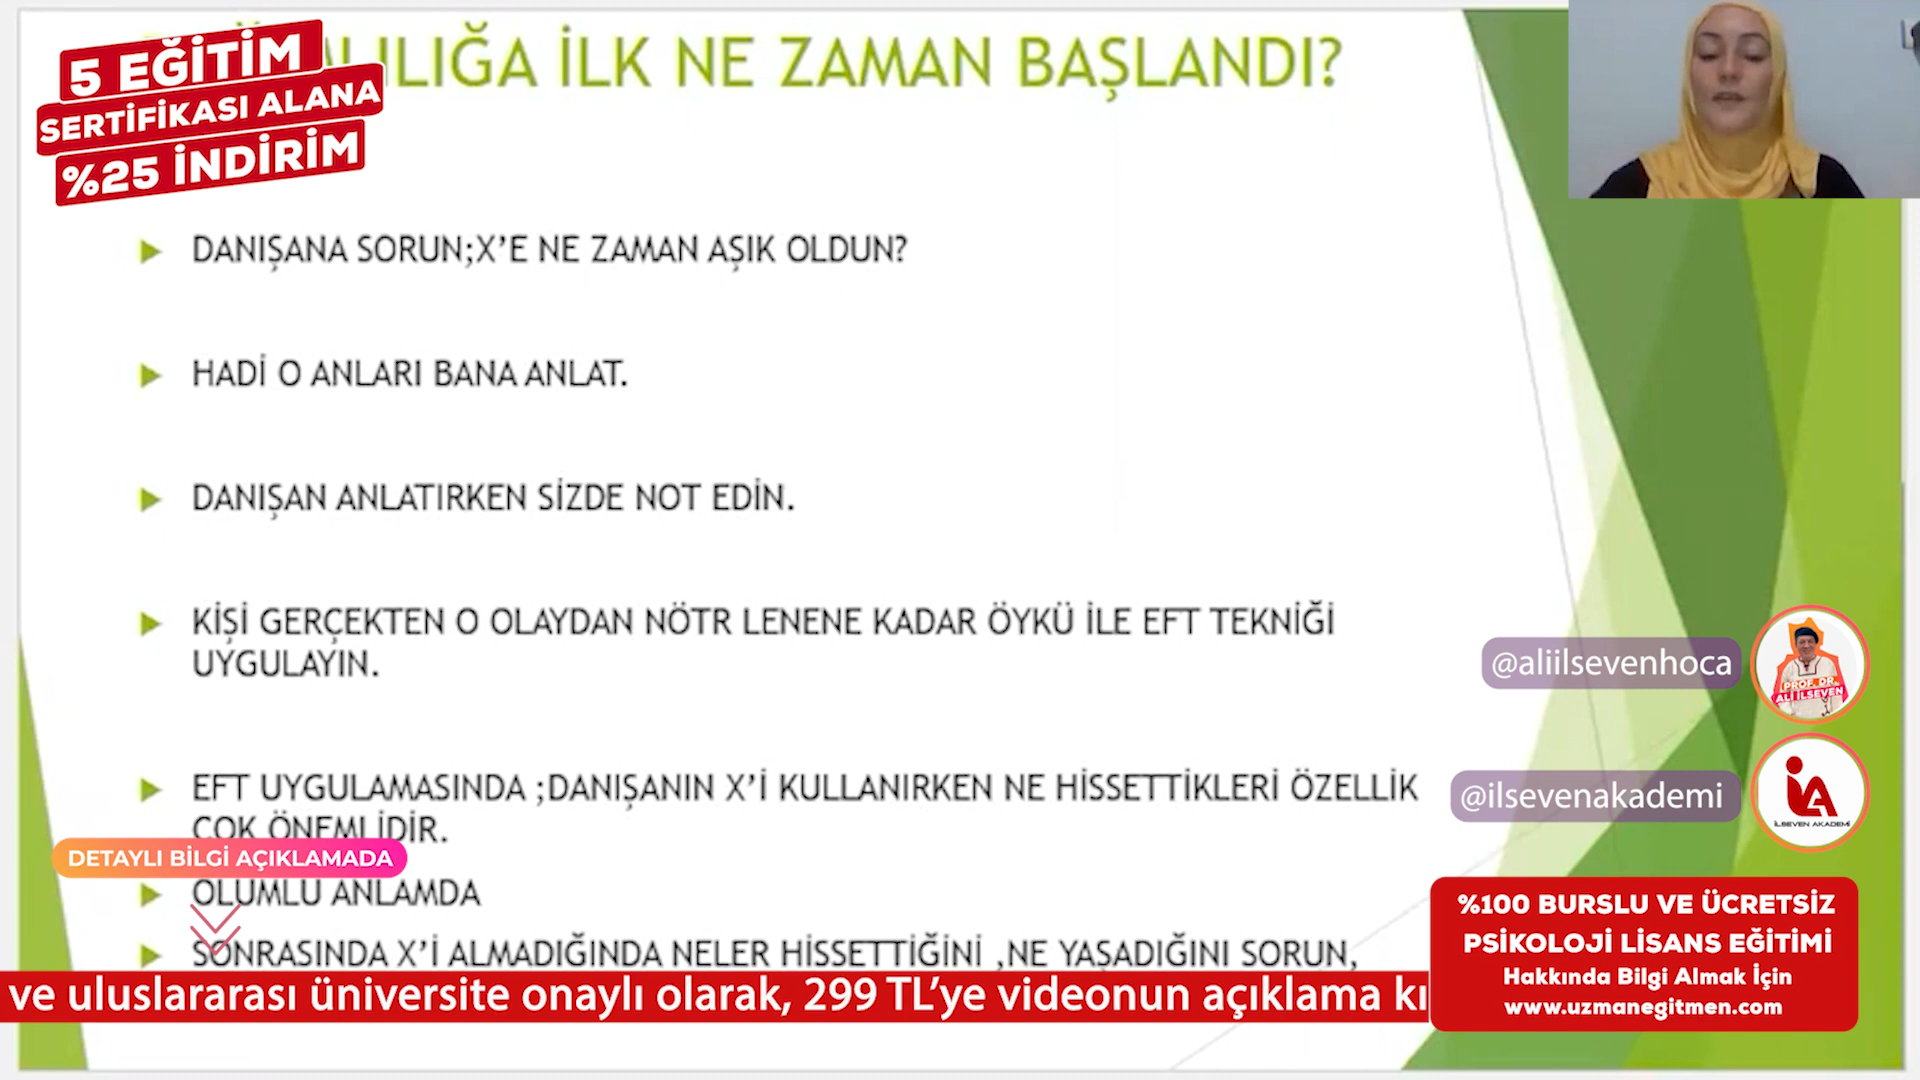 5 EĞİTİM
SERTİFİKASI ALANA
%25 İNDİRİM
İLK NE ZAMAN BAŞLANDI?
DANIŞANA SORUN;X’E NE ZAMAN AŞIK OLDUN?
HADİ O ANLARI BANA ANLAT.
DANIŞAN ANLATIRKEN SİZDE NOT EDİN.
KİŞİ GERÇEKTEN O OLAYDAN NÖTR LENENE KADAR ÖYKÜ İLE EFT TEKNİĞİ
UYGULAYIN.
EFT UYGULAMASINDA ;DANIŞANIN X’İ KULLANIRKEN NE HİSSETTİKLERİ ÖZELLİK
ÇOK ÖNEMLİDİR.
OLUMLU ANLAMDA
SONRASINDA X’İ ALMADIĞINDA NELER HİSSETTİĞİNİ ,NE YAŞADIĞINI SORUN,
DETAYLI BİLGİ AÇIKLAMADA
@aliilsevenhoca
PROF. DR.
ALİ İLSEVEN
@ilsevenakademi
İLSEVEN AKADEMİ
%100 BURSLU VE ÜCRETSİZ
PSİKOLOJİ LİSANS EĞİTİMİ
Hakkında Bilgi Almak İçin
www.uzmanegitmen.com
ve uluslararası üniversite onaylı olarak, 299 TL’ye videonun açıklama kı